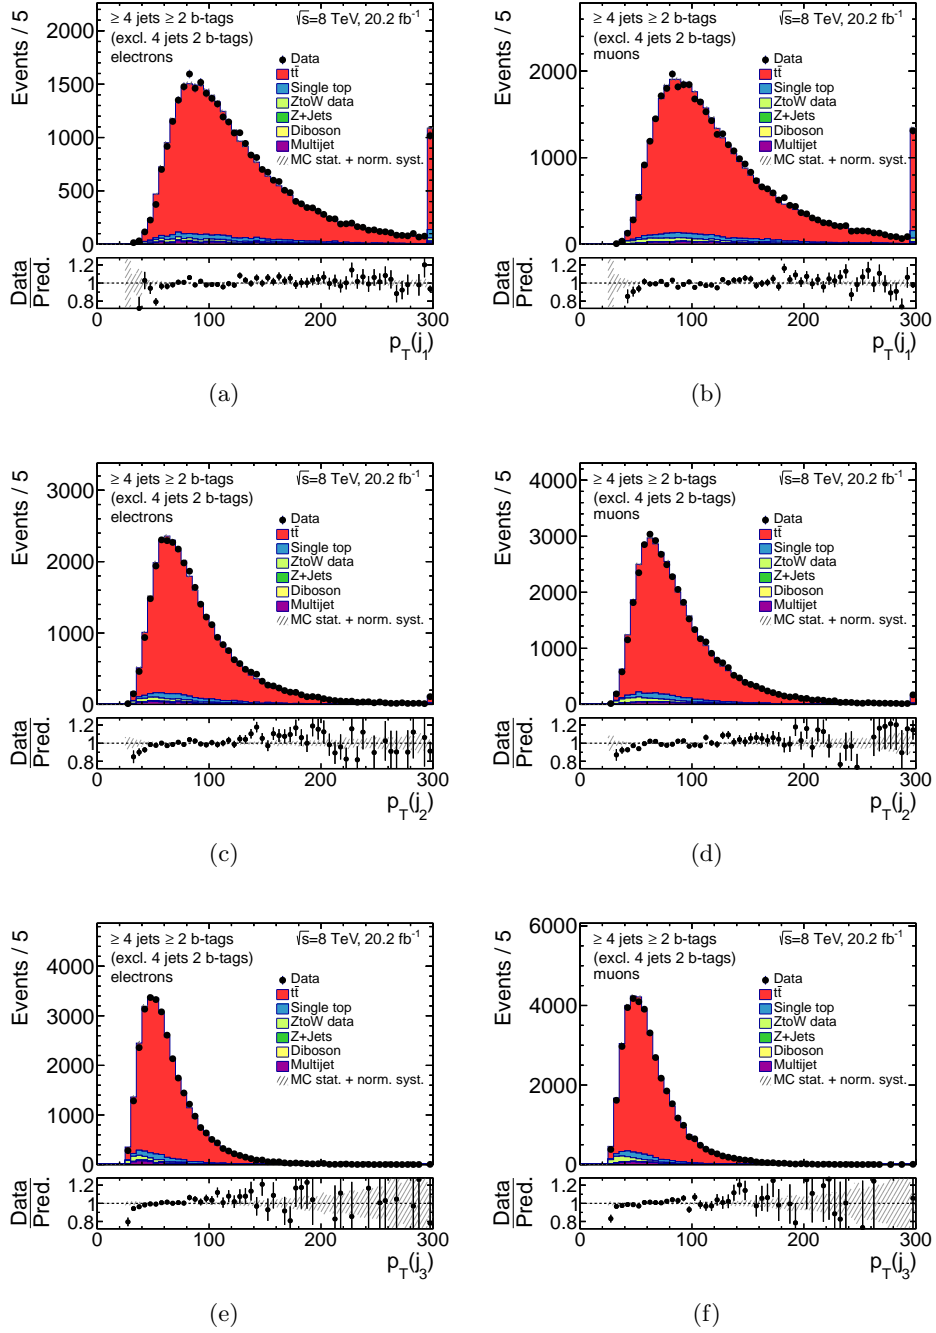 ≥ 4 jets ≥ 2 b-tags
(excl. 4 jets 2 b-tags)
electrons
√s=8 TeV, 20.2 fb⁻¹
Data
tt̄
Single top
ZtoW data
Z+Jets
Diboson
Multijet
MC stat. + norm. syst.
Events / 5
2000
1500
1000
500
0
Data
Pred.
1.2
1
0.8
0 100 200 300
p_T(j_1)
(a)
≥ 4 jets ≥ 2 b-tags
(excl. 4 jets 2 b-tags)
muons
√s=8 TeV, 20.2 fb⁻¹
Data
tt̄
Single top
ZtoW data
Z+Jets
Diboson
Multijet
MC stat. + norm. syst.
Events / 5
2000
1000
0
Data
Pred.
1.2
1
0.8
0 100 200 300
p_T(j_1)
(b)
≥ 4 jets ≥ 2 b-tags
(excl. 4 jets 2 b-tags)
electrons
√s=8 TeV, 20.2 fb⁻¹
Data
tt̄
Single top
ZtoW data
Z+Jets
Diboson
Multijet
MC stat. + norm. syst.
Events / 5
3000
2000
1000
0
Data
Pred.
1.2
1
0.8
0 100 200 300
p_T(j_2)
(c)
≥ 4 jets ≥ 2 b-tags
(excl. 4 jets 2 b-tags)
muons
√s=8 TeV, 20.2 fb⁻¹
Data
tt̄
Single top
ZtoW data
Z+Jets
Diboson
Multijet
MC stat. + norm. syst.
Events / 5
4000
3000
2000
1000
0
Data
Pred.
1.2
1
0.8
0 100 200 300
p_T(j_2)
(d)
≥ 4 jets ≥ 2 b-tags
(excl. 4 jets 2 b-tags)
electrons
√s=8 TeV, 20.2 fb⁻¹
Data
tt̄
Single top
ZtoW data
Z+Jets
Diboson
Multijet
MC stat. + norm. syst.
Events / 5
4000
3000
2000
1000
0
Data
Pred.
1.2
1
0.8
0 100 200 300
p_T(j_3)
(e)
≥ 4 jets ≥ 2 b-tags
(excl. 4 jets 2 b-tags)
muons
√s=8 TeV, 20.2 fb⁻¹
Data
tt̄
Single top
ZtoW data
Z+Jets
Diboson
Multijet
MC stat. + norm. syst.
Events / 5
6000
4000
2000
0
Data
Pred.
1.2
1
0.8
0 100 200 300
p_T(j_3)
(f)